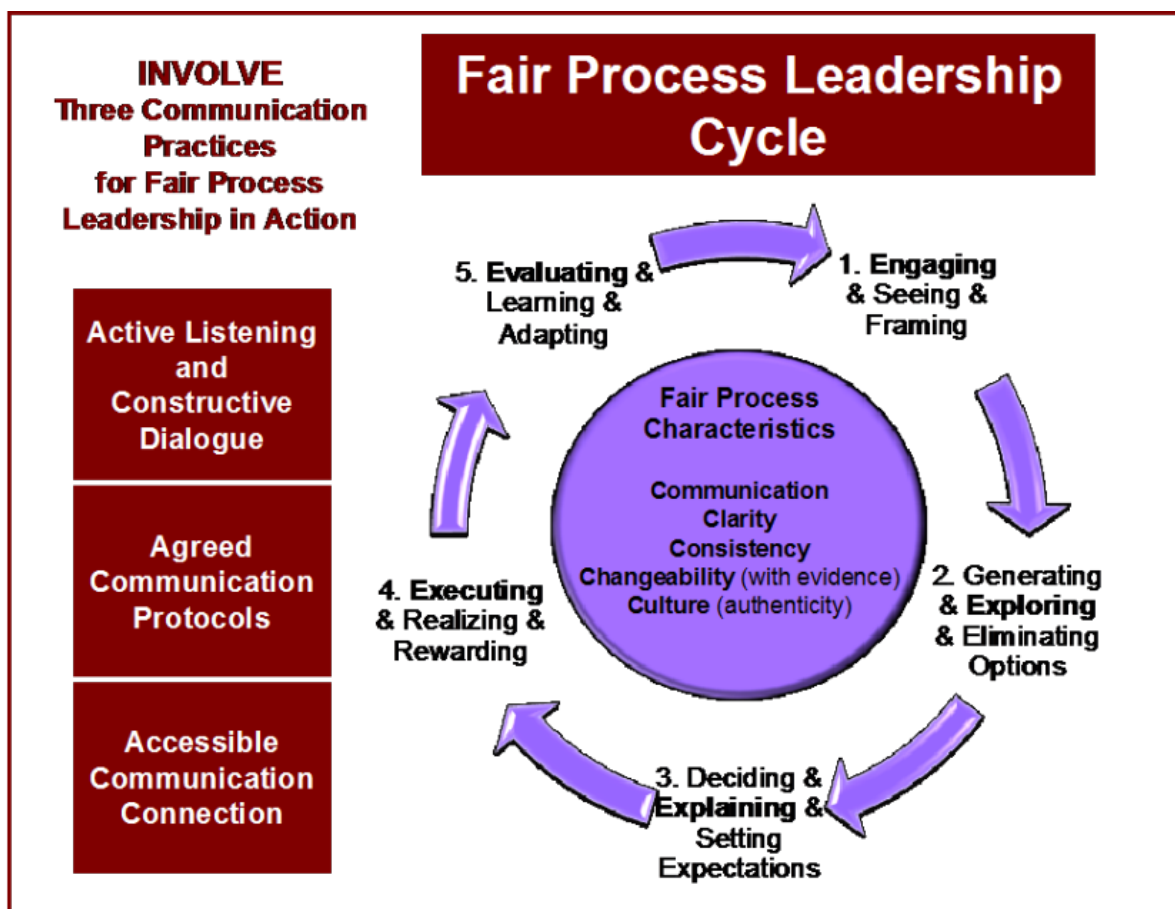 INVOLVE
Three Communication
Practices
for Fair Process
Leadership in Action
Active Listening
and
Constructive
Dialogue
Agreed
Communication
Protocols
Accessible
Communication
Connection
Fair Process Leadership
Cycle
1. Engaging
& Seeing &
Framing
2. Generating
& Exploring
& Eliminating
Options
3. Deciding &
Explaining &
Setting
Expectations
4. Executing
& Realizing &
Rewarding
5. Evaluating &
Learning &
Adapting
Fair Process
Characteristics
Communication
Clarity
Consistency
Changeability (with evidence)
Culture (authenticity)